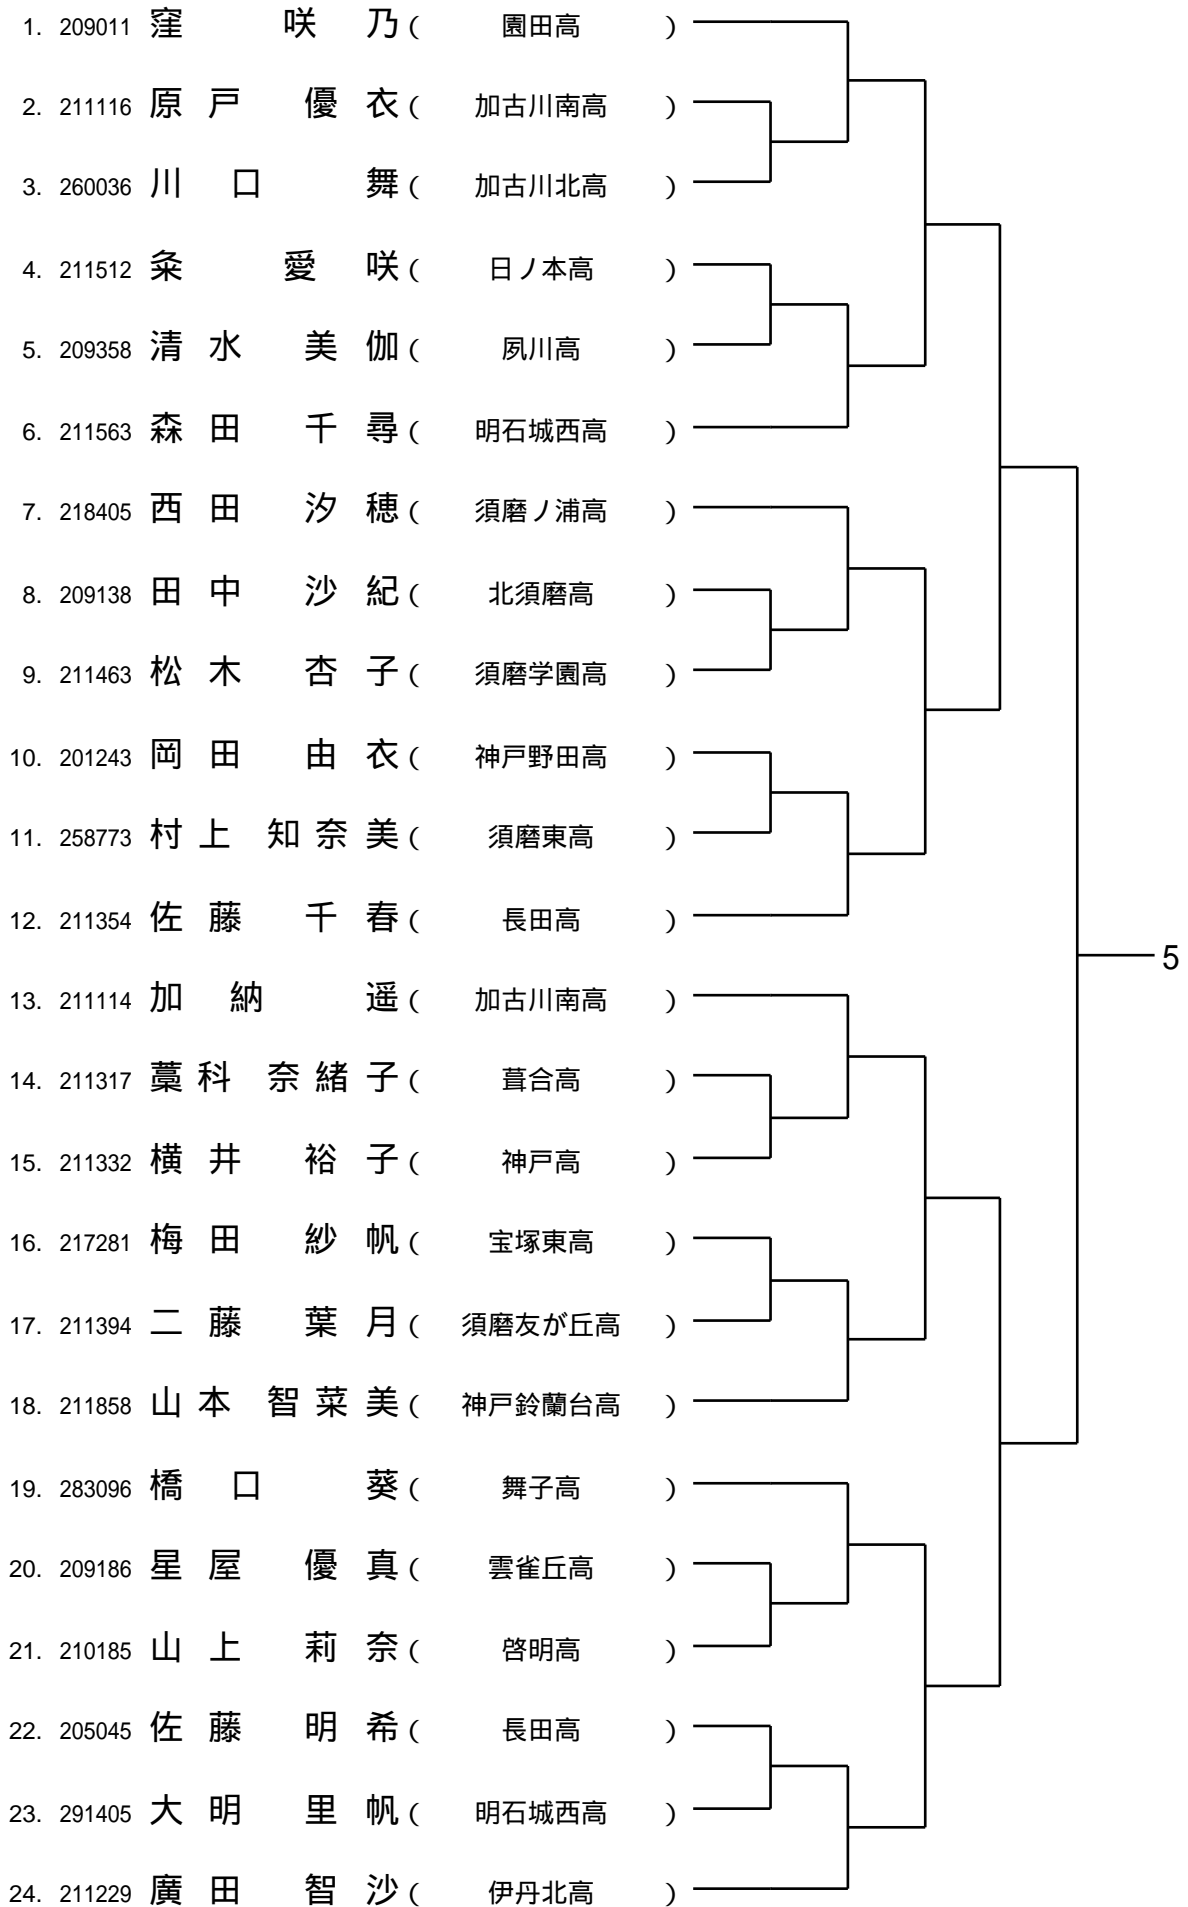 1. 209011 窪 咲 乃 ( 園田高 )
2. 211116 原 戸 優 衣 ( 加古川南高 )
3. 260036 川 口 舞 ( 加古川北高 )
4. 211512 粂 愛 咲 ( 日ノ本高 )
5. 209358 清 水 美 伽 ( 夙川高 )
6. 211563 森 田 千 尋 ( 明石城西高 )
7. 218405 西 田 汐 穂 ( 須磨ノ浦高 )
8. 209138 田 中 沙 紀 ( 北須磨高 )
9. 211463 松 木 杏 子 ( 須磨学園高 )
10. 201243 岡 田 由 衣 ( 神戸野田高 )
11. 258773 村 上 知 奈 美 ( 須磨東高 )
12. 211354 佐 藤 千 春 ( 長田高 )
5
13. 211114 加 納 遥 ( 加古川南高 )
14. 211317 藁 科 奈 緒 子 ( 葺合高 )
15. 211332 横 井 裕 子 ( 神戸高 )
16. 217281 梅 田 紗 帆 ( 宝塚東高 )
17. 211394 二 藤 葉 月 ( 須磨友が丘高 )
18. 211858 山 本 智 菜 美 ( 神戸鈴蘭台高 )
19. 283096 橋 口 葵 ( 舞子高 )
20. 209186 星 屋 優 真 ( 雲雀丘高 )
21. 210185 山 上 莉 奈 ( 啓明高 )
22. 205045 佐 藤 明 希 ( 長田高 )
23. 291405 大 明 里 帆 ( 明石城西高 )
24. 211229 廣 田 智 沙 ( 伊丹北高 )